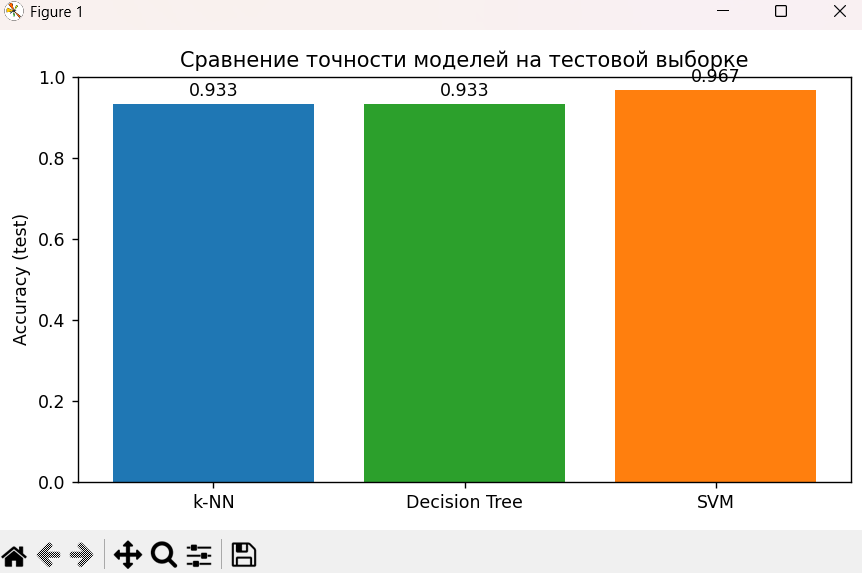 Figure 1
Сравнение точности моделей на тестовой выборке
0.967
1.0
0.933
0.933
0.8
0.6
0.4
0.2
0.0
Accuracy (test)
k-NN
Decision Tree
SVM